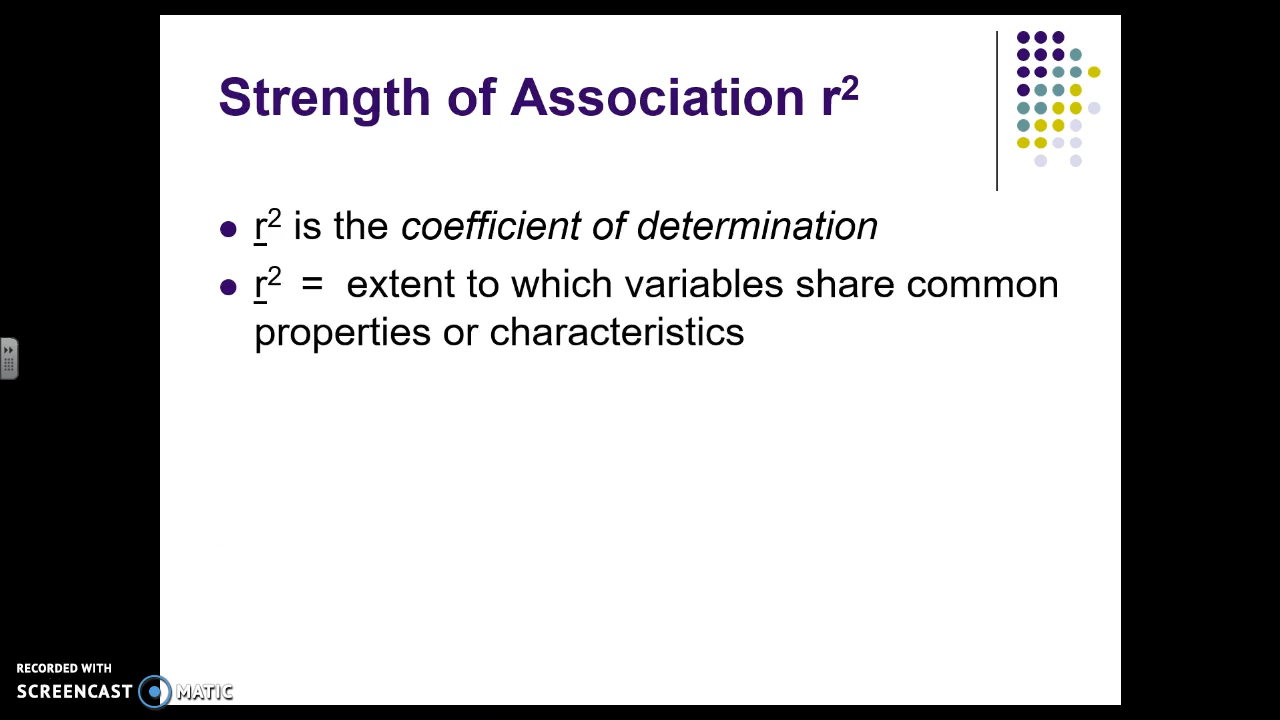 Strength of Association r²
● r² is the coefficient of determination
● r² = extent to which variables share common
properties or characteristics
RECORDED WITH
SCREENCAST MATIC